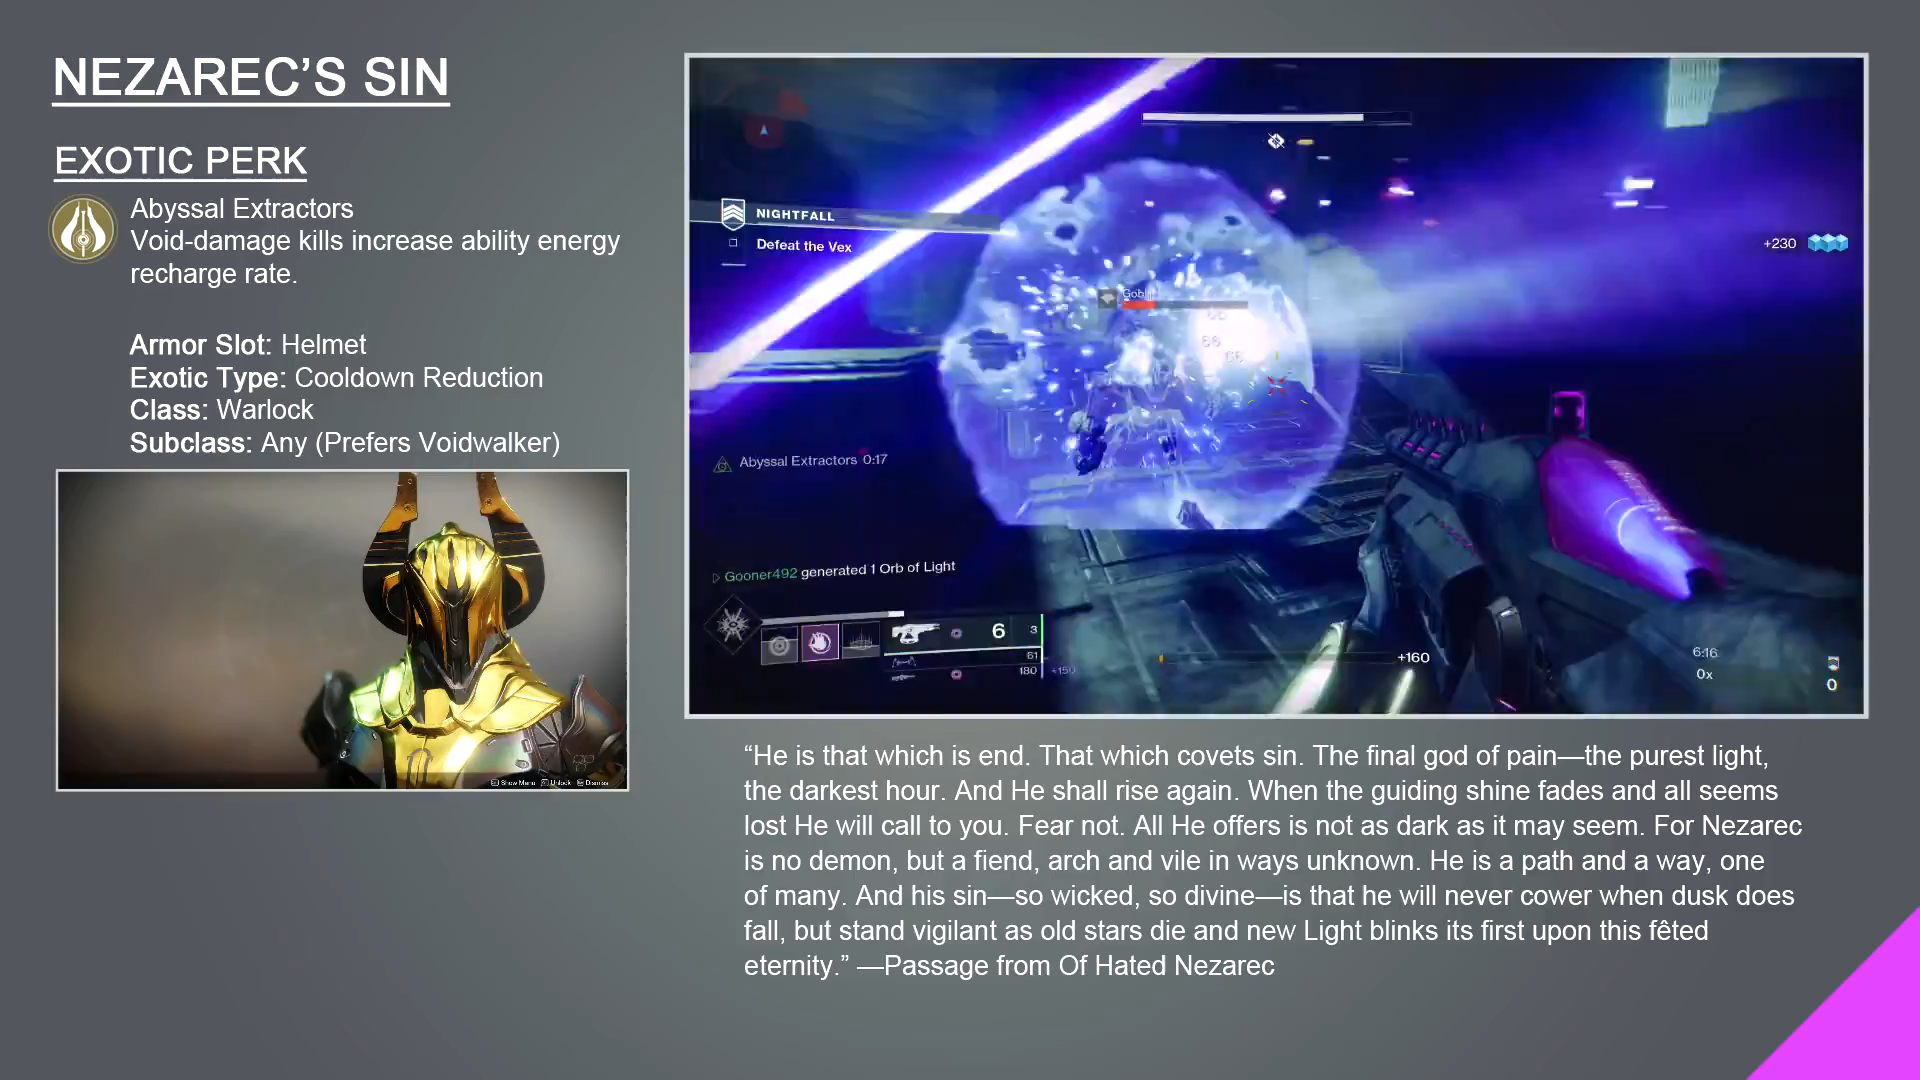 NEZAREC’S SIN
EXOTIC PERK
Abyssal Extractors
Void-damage kills increase ability energy
recharge rate.
Armor Slot: Helmet
Exotic Type: Cooldown Reduction
Class: Warlock
Subclass: Any (Prefers Voidwalker)
Show Menu Unlock Dismiss
NIGHTFALL
Defeat the Vex
+230
66
66
Abyssal Extractors 0:17
Gooner492 generated 1 Orb of Light
6 3
61
180 +150
+160
6:16
0x
0
“He is that which is end. That which covets sin. The final god of pain—the purest light,
the darkest hour. And He shall rise again. When the guiding shine fades and all seems
lost He will call to you. Fear not. All He offers is not as dark as it may seem. For Nezarec
is no demon, but a fiend, arch and vile in ways unknown. He is a path and a way, one
of many. And his sin—so wicked, so divine—is that he will never cower when dusk does
fall, but stand vigilant as old stars die and new Light blinks its first upon this fêted
eternity.” —Passage from Of Hated Nezarec